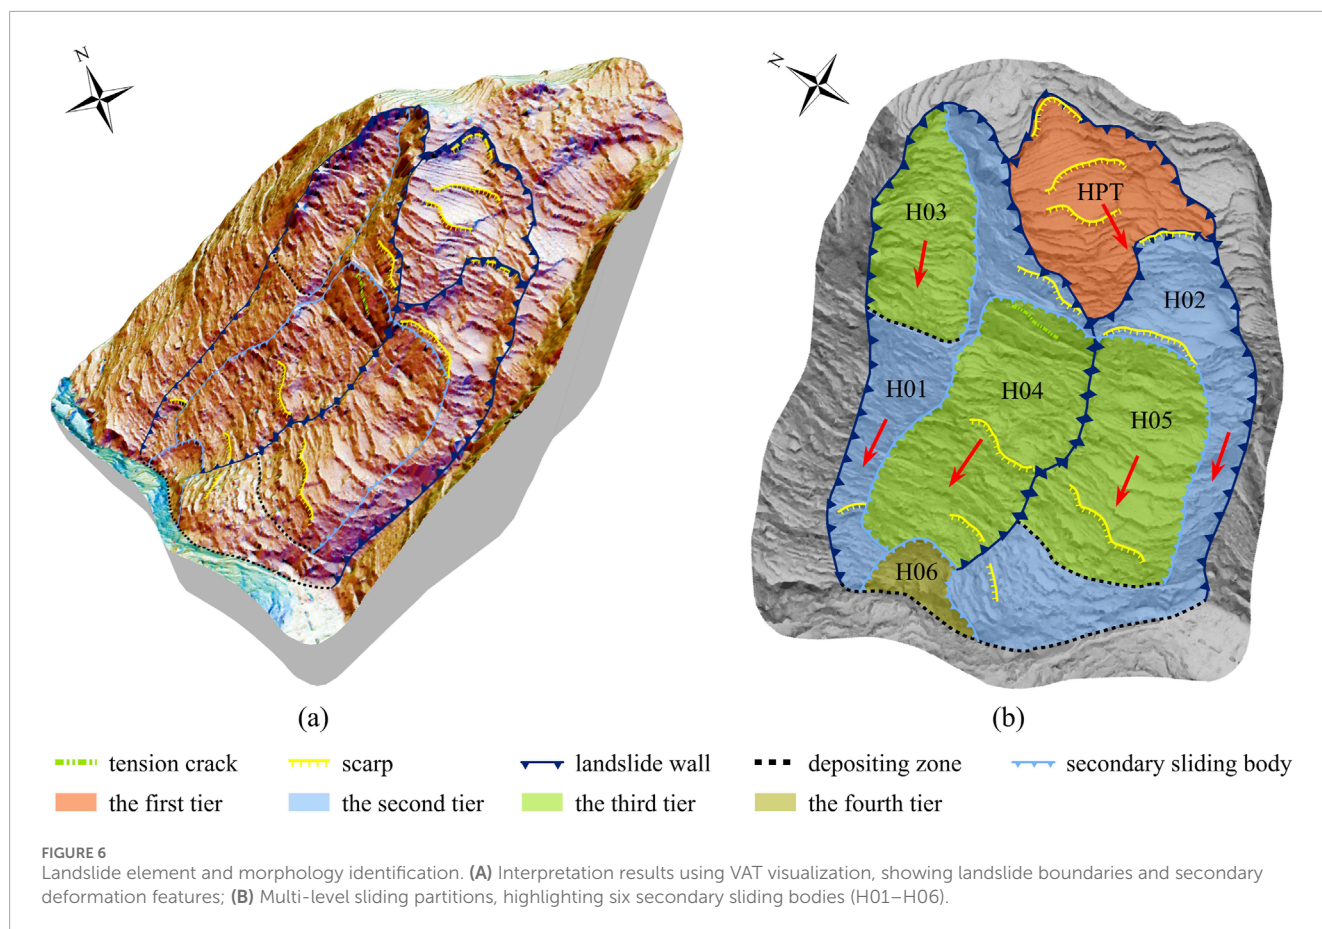 N
N
HPT
H03
H02
H01
H04
H05
H06
(a)
(b)
tension crack
scarp
landslide wall
depositing zone
secondary sliding body
the first tier
the second tier
the third tier
the fourth tier
FIGURE 6
Landslide element and morphology identification. (A) Interpretation results using VAT visualization, showing landslide boundaries and secondary
deformation features; (B) Multi-level sliding partitions, highlighting six secondary sliding bodies (H01–H06).